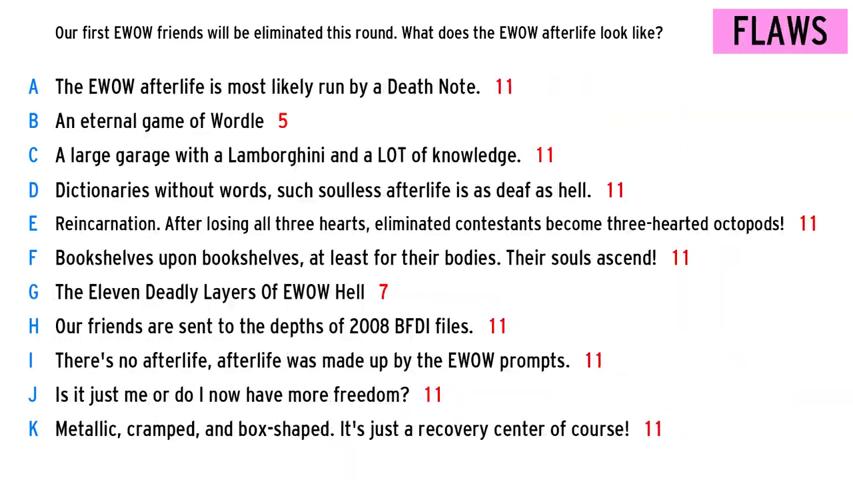 Our first EWOW friends will be eliminated this round. What does the EWOW afterlife look like?
FLAWS
A The EWOW afterlife is most likely run by a Death Note. 11
B An eternal game of Wordle 5
C A large garage with a Lamborghini and a LOT of knowledge. 11
D Dictionaries without words, such soulless afterlife is as deaf as hell. 11
E Reincarnation. After losing all three hearts, eliminated contestants become three-hearted octopods! 11
F Bookshelves upon bookshelves, at least for their bodies. Their souls ascend! 11
G The Eleven Deadly Layers Of EWOW Hell 7
H Our friends are sent to the depths of 2008 BFDI files. 11
I There's no afterlife, afterlife was made up by the EWOW prompts. 11
J Is it just me or do I now have more freedom? 11
K Metallic, cramped, and box-shaped. It's just a recovery center of course! 11